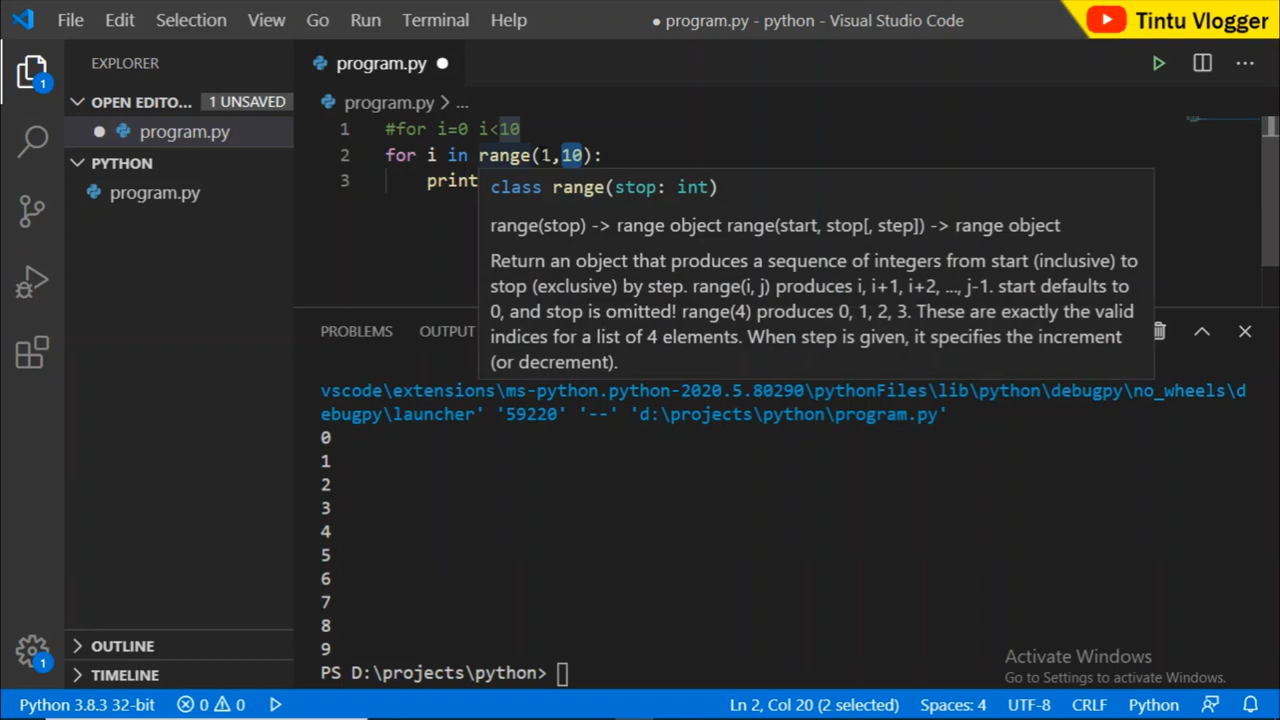 File Edit Selection View Go Run Terminal Help
● program.py - python - Visual Studio Code
Tintu Vlogger
EXPLORER
program.py ●
1
OPEN EDITO... 1 UNSAVED
● program.py
program.py > ...
PYTHON
program.py
1 #for i=0 i<10
2 for i in range(1,10):
3 print
class range(stop: int)
range(stop) -> range object range(start, stop[, step]) -> range object
Return an object that produces a sequence of integers from start (inclusive) to
stop (exclusive) by step. range(i, j) produces i, i+1, i+2, ..., j-1. start defaults to
0, and stop is omitted! range(4) produces 0, 1, 2, 3. These are exactly the valid
indices for a list of 4 elements. When step is given, it specifies the increment
(or decrement).
PROBLEMS OUTPUT
vscode\extensions\ms-python.python-2020.5.80290\pythonFiles\lib\python\debugpy\no_wheels\d
ebugpy\launcher' '59220' '--' 'd:\projects\python\program.py'
0
1
2
3
4
5
6
7
8
9
PS D:\projects\python>
OUTLINE
TIMELINE
1
Activate Windows
Go to Settings to activate Windows.
Python 3.8.3 32-bit 0 0 Ln 2, Col 20 (2 selected) Spaces: 4 UTF-8 CRLF Python